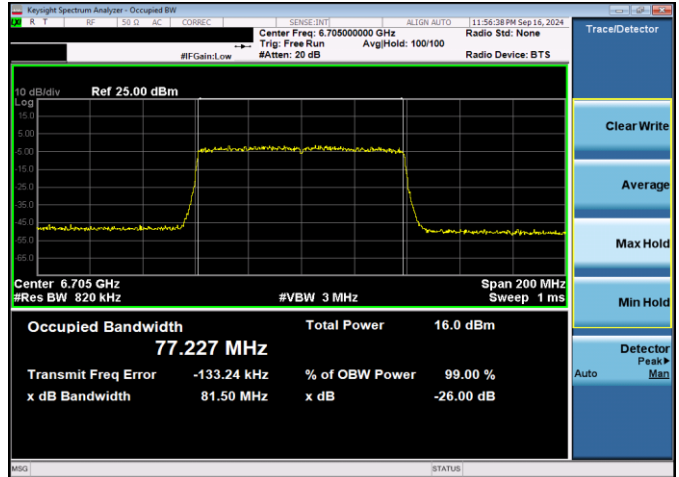 Keysight Spectrum Analyzer - Occupied BW
R T RF 50 Ω AC CORREC SENSE:INT ALIGN AUTO 11:56:38 PM Sep 16, 2024
Center Freq: 6.705000000 GHz Radio Std: None
Trig: Free Run Avg|Hold: 100/100
#IFGain:Low #Atten: 20 dB Radio Device: BTS
Trace/Detector
10 dB/div Ref 25.00 dBm
Log
15.0
5.00
-5.00
-15.0
-25.0
-35.0
-45.0
-55.0
-65.0
Center 6.705 GHz Span 200 MHz
#Res BW 820 kHz #VBW 3 MHz Sweep 1 ms
Occupied Bandwidth Total Power 16.0 dBm
77.227 MHz
Transmit Freq Error -133.24 kHz % of OBW Power 99.00 %
x dB Bandwidth 81.50 MHz x dB -26.00 dB
Clear Write
Average
Max Hold
Min Hold
Detector
Peak▶
Auto Man
MSG STATUS